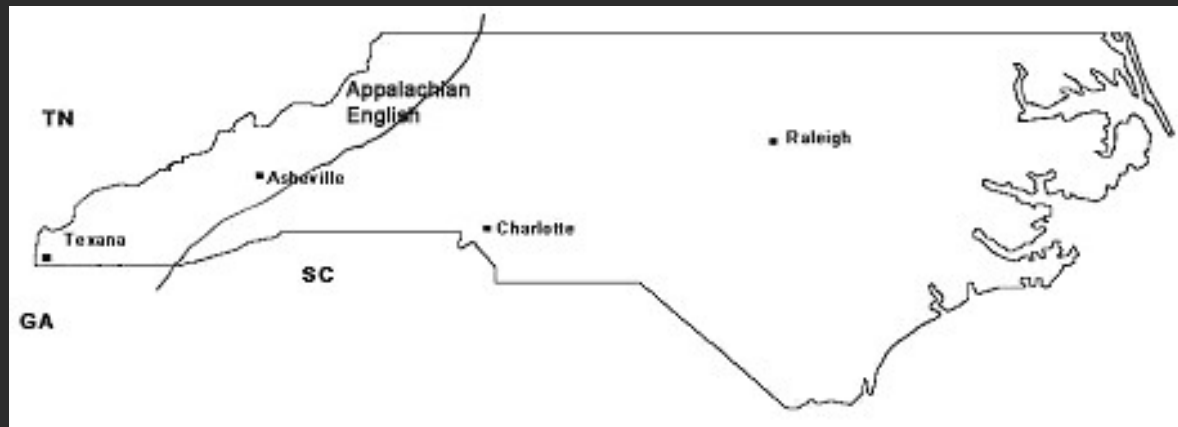 Appalachian
English
TN
Raleigh
Asheville
Charlotte
Texana
SC
GA